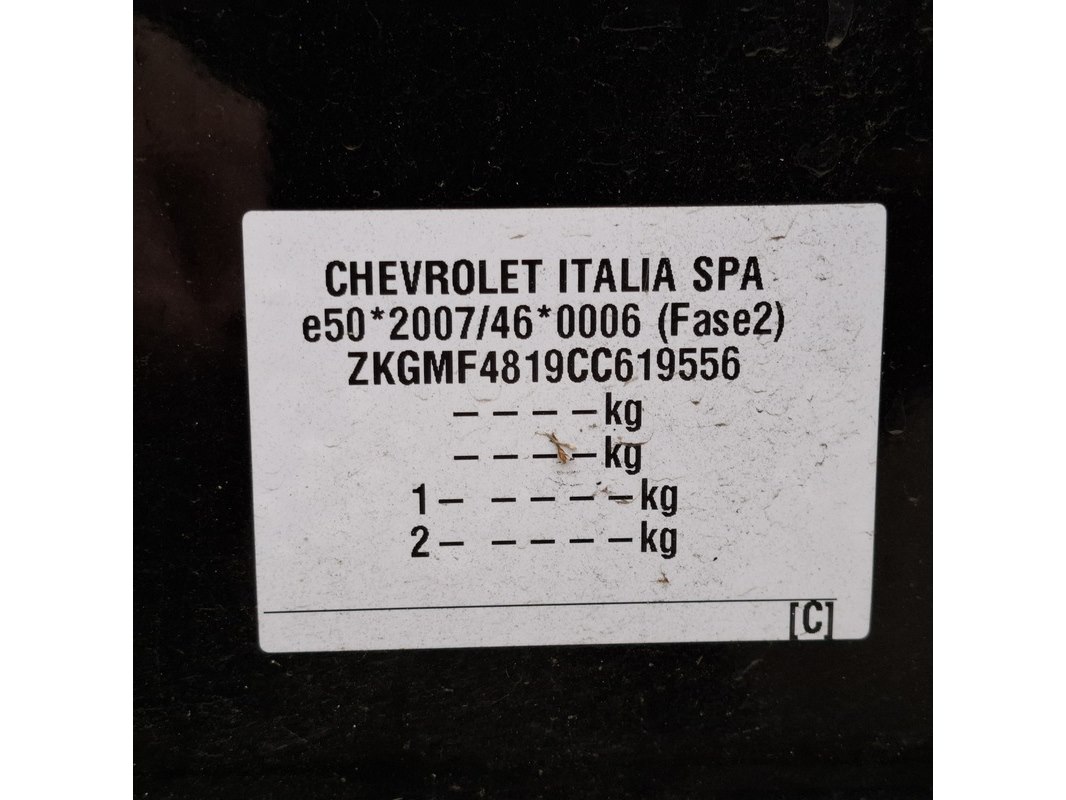 CHEVROLET ITALIA SPA
e50*2007/46*0006 (Fase2)
ZKGMF4819CC619556
– – – – kg
– – – – kg
1 – – – – – kg
2 – – – – – kg
[C]